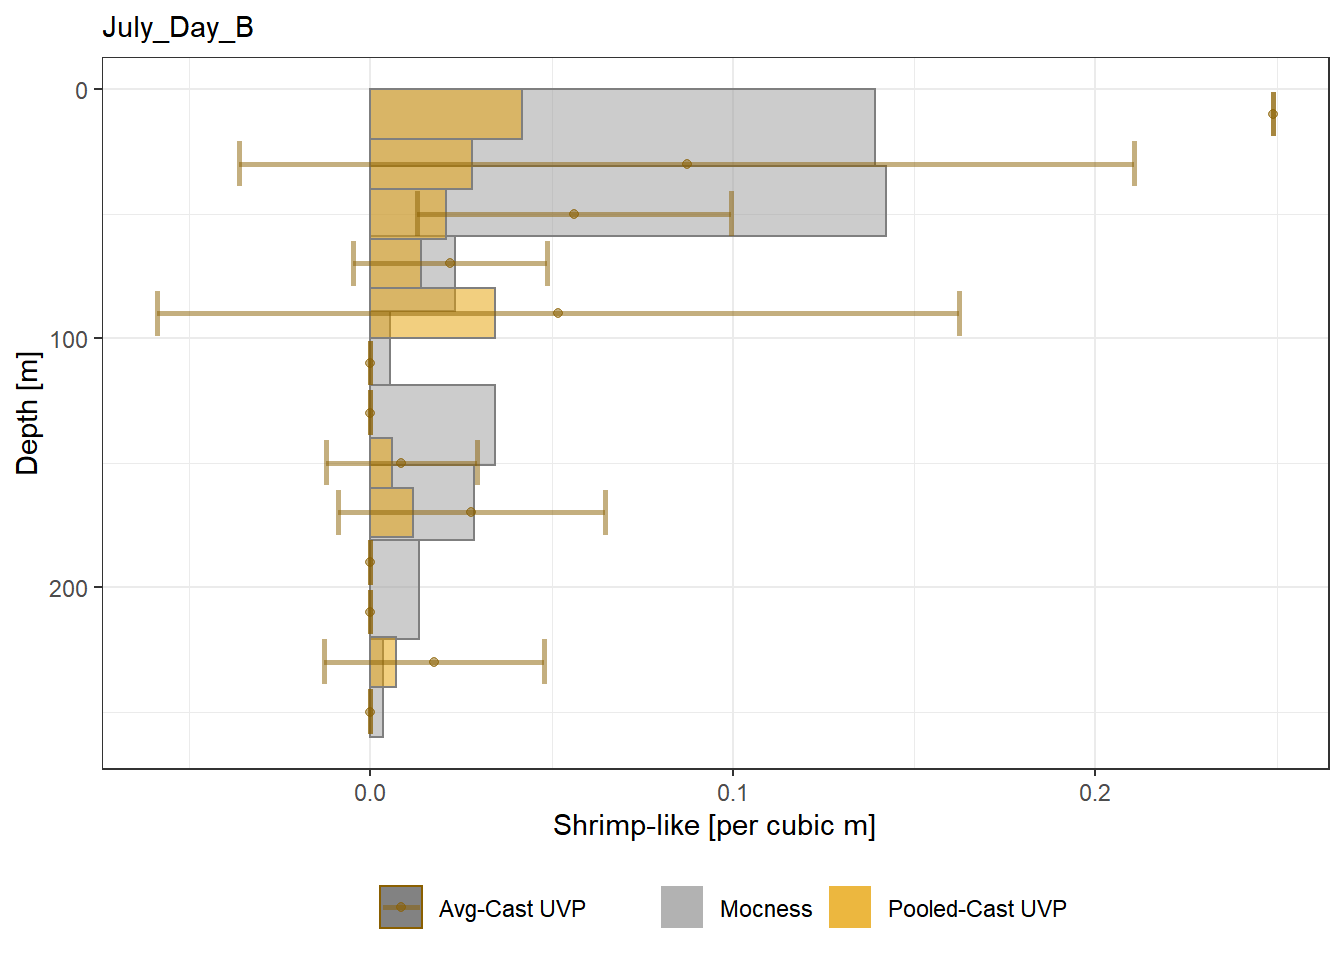 July_Day_B
0
100
200
Depth [m]
0.0 0.1 0.2
Shrimp-like [per cubic m]
Avg-Cast UVP Mocness Pooled-Cast UVP